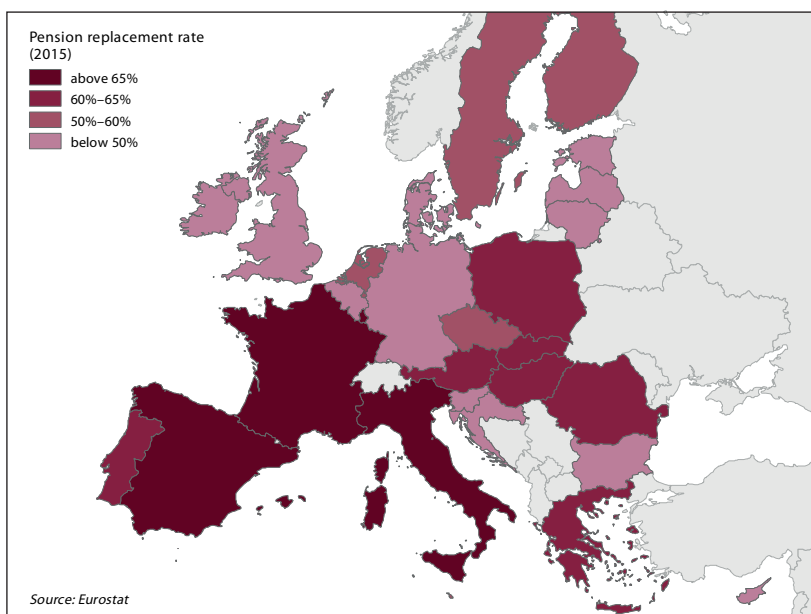 Pension replacement rate
(2015)
above 65%
60%–65%
50%–60%
below 50%
Source: Eurostat